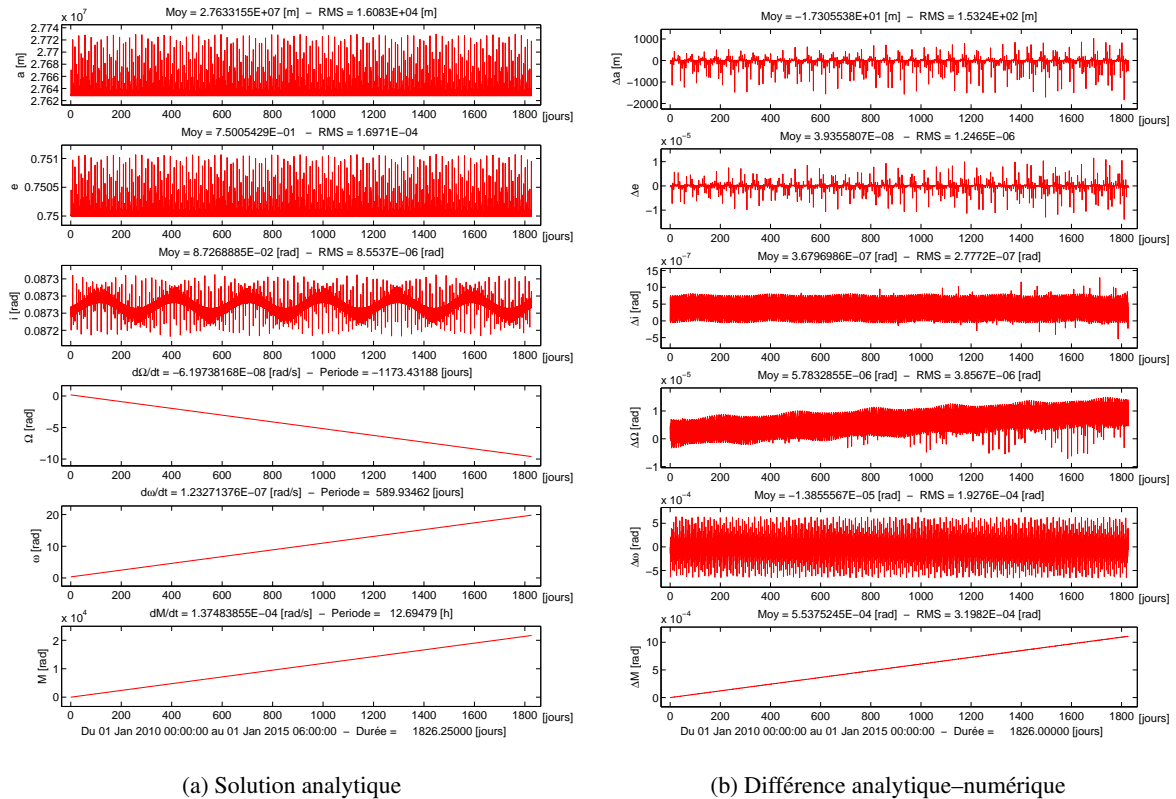 Moy = 2.7633155E+07 [m] − RMS = 1.6083E+04 [m]
x 10^7
2.774
2.772
2.77
2.768
2.766
2.764
2.762
a [m]
0 200 400 600 800 1000 1200 1400 1600 1800 [jours]
Moy = 7.5005429E−01 − RMS = 1.6971E−04
0.751
0.7505
0.75
e
0 200 400 600 800 1000 1200 1400 1600 1800 [jours]
Moy = 8.7268885E−02 [rad] − RMS = 8.5537E−06 [rad]
0.0873
0.0873
0.0872
i [rad]
0 200 400 600 800 1000 1200 1400 1600 1800 [jours]
dΩ/dt = −6.19738168E−08 [rad/s] − Periode = −1173.43188 [jours]
0
−5
−10
Ω [rad]
0 200 400 600 800 1000 1200 1400 1600 1800 [jours]
dω/dt = 1.23271376E−07 [rad/s] − Periode = 589.93462 [jours]
20
10
0
ω [rad]
0 200 400 600 800 1000 1200 1400 1600 1800 [jours]
dM/dt = 1.37483855E−04 [rad/s] − Periode = 12.69479 [h]
x 10^4
2
1
0
M [rad]
0 200 400 600 800 1000 1200 1400 1600 1800 [jours]
Du 01 Jan 2010 00:00:00 au 01 Jan 2015 06:00:00 − Durée = 1826.25000 [jours]
(a) Solution analytique
Moy = −1.7305538E+01 [m] − RMS = 1.5324E+02 [m]
1000
0
−1000
−2000
Δa [m]
0 200 400 600 800 1000 1200 1400 1600 1800 [jours]
Moy = 3.9355807E−08 − RMS = 1.2465E−06
x 10^−5
1
0
−1
Δe
0 200 400 600 800 1000 1200 1400 1600 1800 [jours]
Moy = 3.6796986E−07 [rad] − RMS = 2.7772E−07 [rad]
x 10^−7
15
10
5
0
−5
Δi [rad]
0 200 400 600 800 1000 1200 1400 1600 1800 [jours]
Moy = 5.7832855E−06 [rad] − RMS = 3.8567E−06 [rad]
x 10^−5
1
0
−1
ΔΩ [rad]
0 200 400 600 800 1000 1200 1400 1600 1800 [jours]
Moy = −1.3855567E−05 [rad] − RMS = 1.9276E−04 [rad]
x 10^−4
5
0
−5
Δω [rad]
0 200 400 600 800 1000 1200 1400 1600 1800 [jours]
Moy = 5.5375245E−04 [rad] − RMS = 3.1982E−04 [rad]
x 10^−4
10
5
0
ΔM [rad]
0 200 400 600 800 1000 1200 1400 1600 1800 [jours]
Du 01 Jan 2010 00:00:00 au 01 Jan 2015 00:00:00 − Durée = 1826.00000 [jours]
(b) Différence analytique–numérique